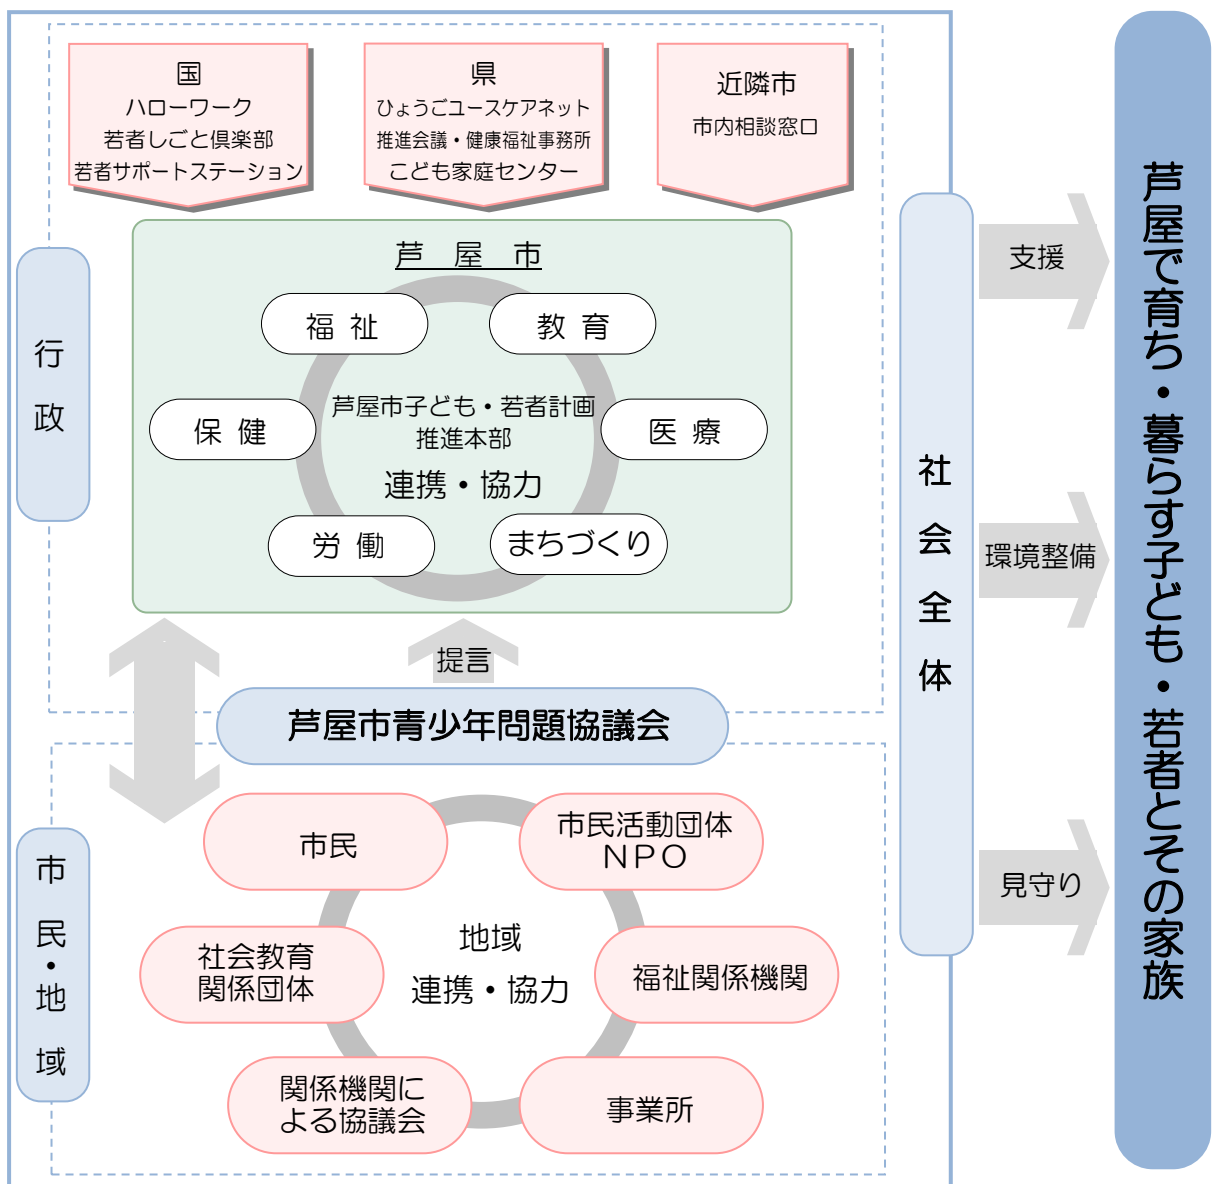 国
ハローワーク
若者しごと倶楽部
若者サポートステーション
県
ひょうごユースケアネット
推進会議・健康福祉事務所
こども家庭センター
近隣市
市内相談窓口
行政
芦屋市
福祉
教育
保健
医療
労働
まちづくり
芦屋市子ども・若者計画
推進本部
連携・協力
提言
芦屋市青少年問題協議会
市民・地域
市民
市民活動団体
NPO
社会教育
関係団体
福祉関係機関
関係機関に
よる協議会
事業所
地域
連携・協力
社会全体
支援
環境整備
見守り
芦屋で育ち・暮らす子ども・若者とその家族